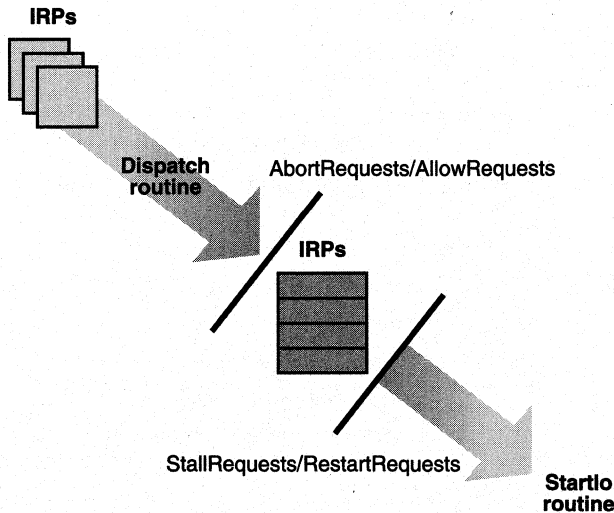 IRPs
Dispatch
routine
AbortRequests/AllowRequests
IRPs
StallRequests/RestartRequests
StartIo
routine